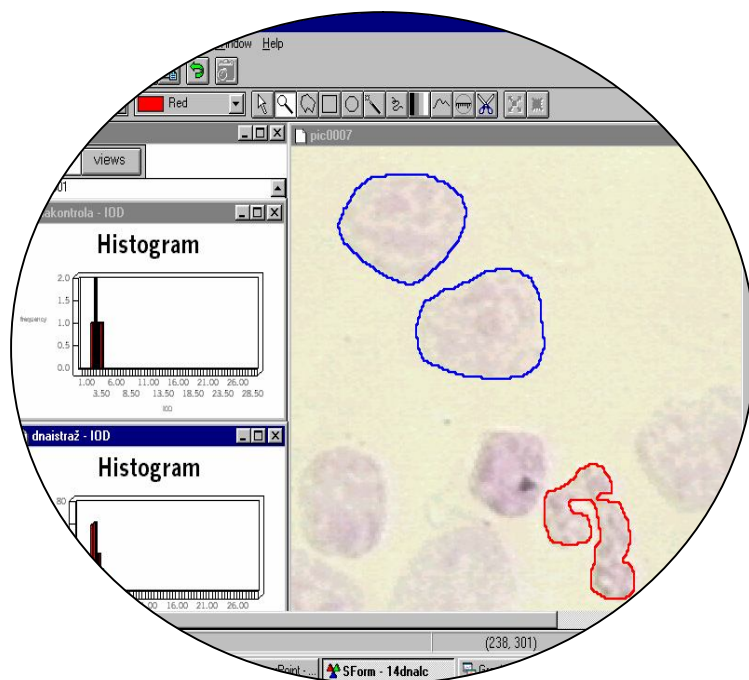 Window Help
Red
pic0007
views
01
akontrola - IOD
Histogram
2.0
1.5
frequency
1.0
0.5
0.0
1.00 6.00 11.00 16.00 21.00 26.00
3.50 8.50 13.50 18.50 23.50 28.50
IOD
dnaistraž - IOD
Histogram
80
00 16.00 21.00 26.00
(238, 301)
Point - ... SForm - 14dnalc